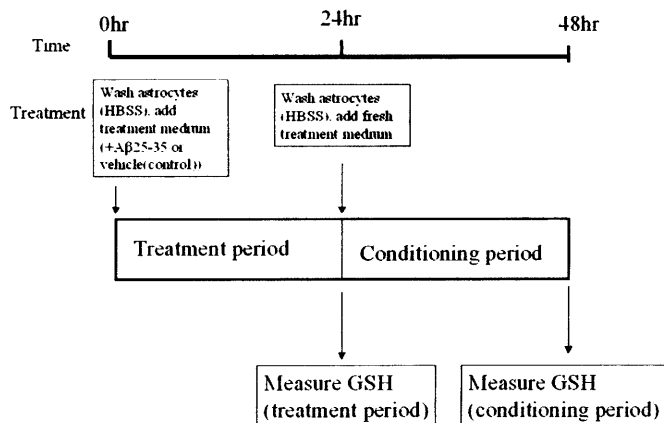 0hr 24hr 48hr
Time
Treatment
Wash astrocytes
(HBSS), add
treatment medium
(+Aβ25-35 or
vehicle(control))
Wash astrocytes
(HBSS), add fresh
treatment medium
Treatment period
Conditioning period
Measure GSH
(treatment period)
Measure GSH
(conditioning period)